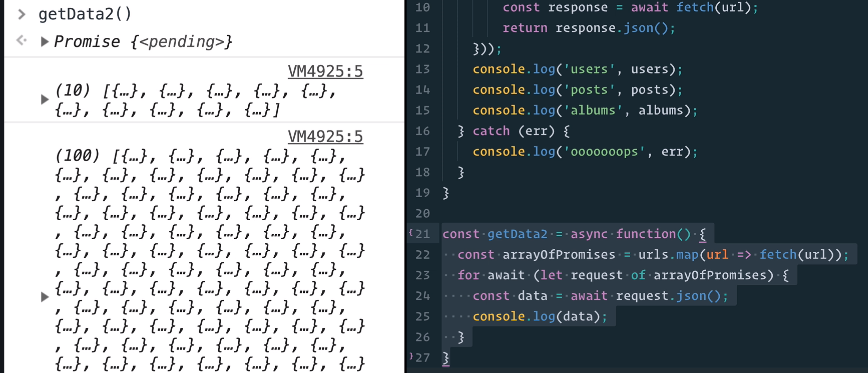 > getData2()
▶Promise {<pending>}
VM4925:5
(10) [{…}, {…}, {…}, {…}, {…},
▶ {…}, {…}, {…}, {…}, {…}]
VM4925:5
(100) [{…}, {…}, {…}, {…}, {…},
{…}, {…}, {…}, {…}, {…}, {…}, {…}
, {…}, {…}, {…}, {…}, {…}, {…},
{…}, {…}, {…}, {…}, {…}, {…}, {…}
, {…}, {…}, {…}, {…}, {…}, {…},
{…}, {…}, {…}, {…}, {…}, {…}, {…}
, {…}, {…}, {…}, {…}, {…}, {…},
▶ {…}, {…}, {…}, {…}, {…}, {…}, {…}
, {…}, {…}, {…}, {…}, {…}, {…},
{…}, {…}, {…}, {…}, {…}, {…}, {…}
, {…}, {…}, {…}, {…}, {…}, {…},
{…}, {…}, {…}, {…}, {…}, {…}, {…}
10 const response = await fetch(url);
11 return response.json();
12 }));
13 console.log('users', users);
14 console.log('posts', posts);
15 console.log('albums', albums);
16 } catch (err) {
17 console.log('ooooooops', err);
18 }
19 }
20
21 const getData2 = async function() {
22 const arrayOfPromises = urls.map(url => fetch(url));
23 for await (let request of arrayOfPromises) {
24 const data = await request.json();
25 console.log(data);
26 }
27 }